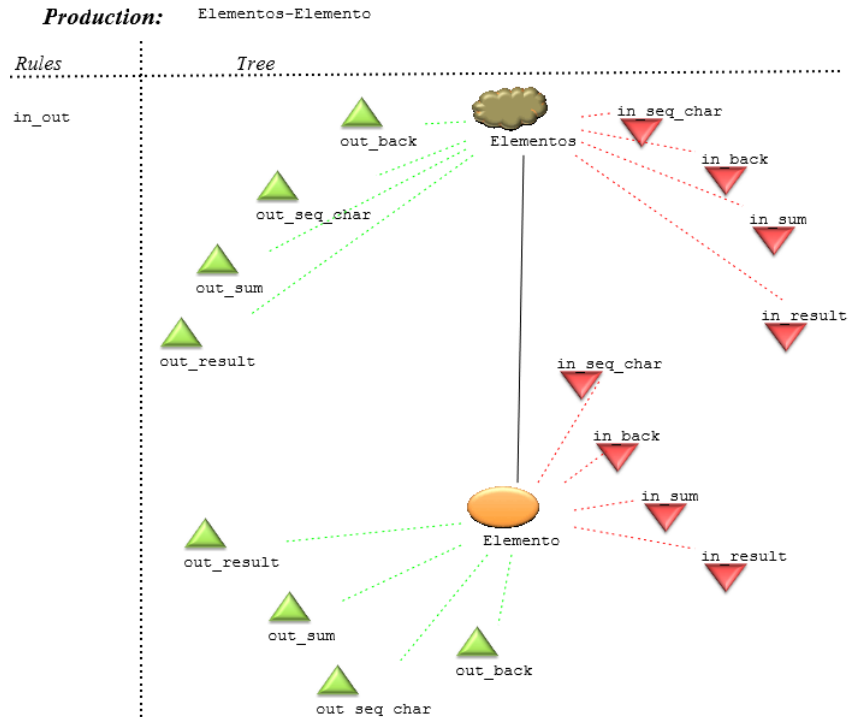 Production: Elementos-Elemento
Rules Tree
in_out
out_back
Elementos
in_seq_char
in_back
out_seq_char
in_sum
out_sum
in_result
out_result
in_seq_char
in_back
in_sum
Elemento
in_result
out_result
out_sum
out_back
out_seq_char